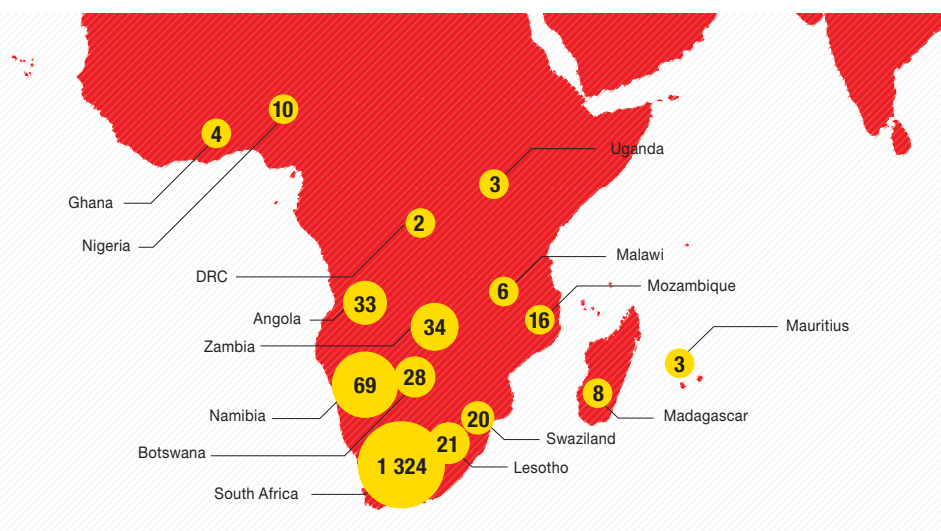 10
4
Uganda
3
Ghana
2
Nigeria
Malawi
DRC
6
Mozambique
33
16
Angola
34
Mauritius
Zambia
3
28
69
8
Namibia
20
Madagascar
Swaziland
21
Botswana
1 324
Lesotho
South Africa